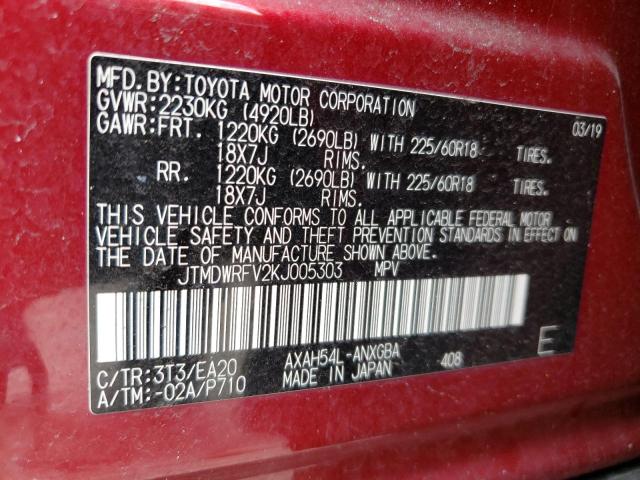 MFD.BY:TOYOTA MOTOR CORPORATION 03/19
GVWR:2230KG (4920LB)
GAWR:FRT. 1220KG (2690LB) WITH 225/60R18 TIRES.
18X7J RIMS.
RR. 1220KG (2690LB) WITH 225/60R18 TIRES.
18X7J RIMS.
THIS VEHICLE CONFORMS TO ALL APPLICABLE FEDERAL MOTOR
VEHICLE SAFETY AND THEFT PREVENTION STANDARDS IN EFFECT ON
THE DATE OF MANUFACTURE SHOWN ABOVE.
JTMDWRFV2KJ005303 MPV
C/TR:3T3/EA20 AXAH54L-ANXGBA 408 E
A/TM:-02A/P710 MADE IN JAPAN